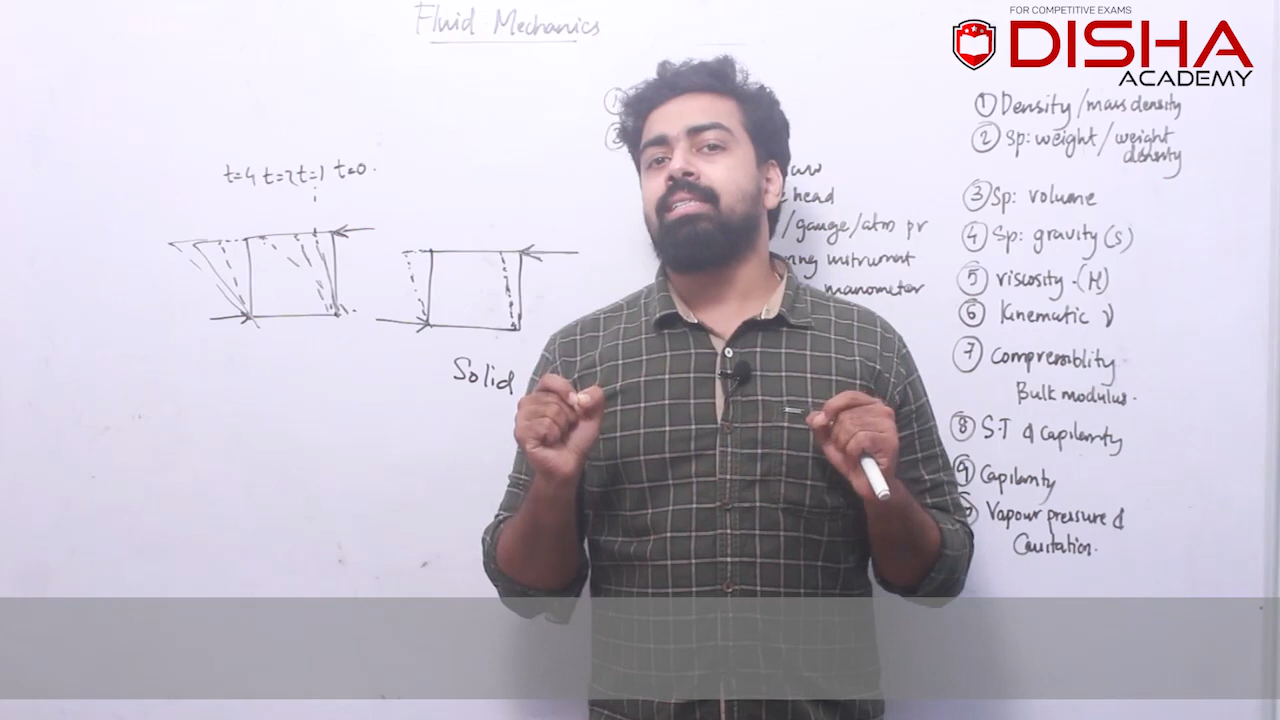 Fluid Mechanics
FOR COMPETITIVE EXAMS
DISHA
ACADEMY
t=4 t=2 t=1 t=0
Solid
head
/gauge/atm pr
instrument
manometer
① Density/mass density
② Sp: weight/weight
density
③ Sp: volume
④ Sp: gravity (S)
⑤ viscosity (μ)
⑥ Kinematic ν
⑦ Compressiblity
Bulk modulus.
⑧ S.T & Capilarity
⑨ Capilarity
Vapour pressure &
Cavitation.